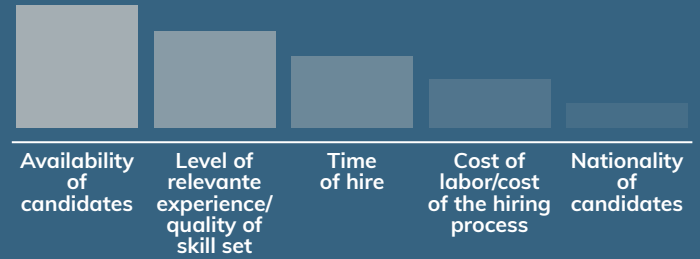 Availability
of
candidates
Level of
relevante
experience/
quality of
skill set
Time
of hire
Cost of
labor/cost
of the hiring
process
Nationality
of
candidates